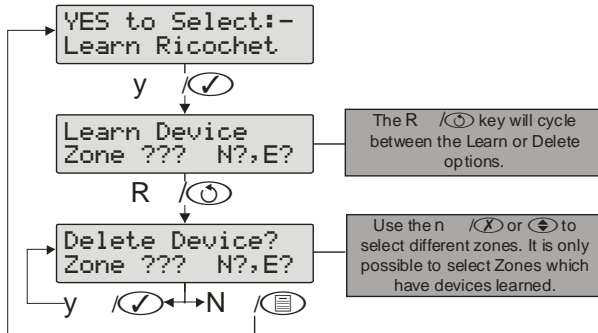 YES to Select:-
Learn Ricochet
y /
Learn Device
Zone ??? N?,E?
The R / key will cycle
between the Learn or Delete
options.
R /
Delete Device?
Zone ??? N?,E?
Use the n / or to
select different zones. It is only
possible to select Zones which
have devices learned.
y / N /